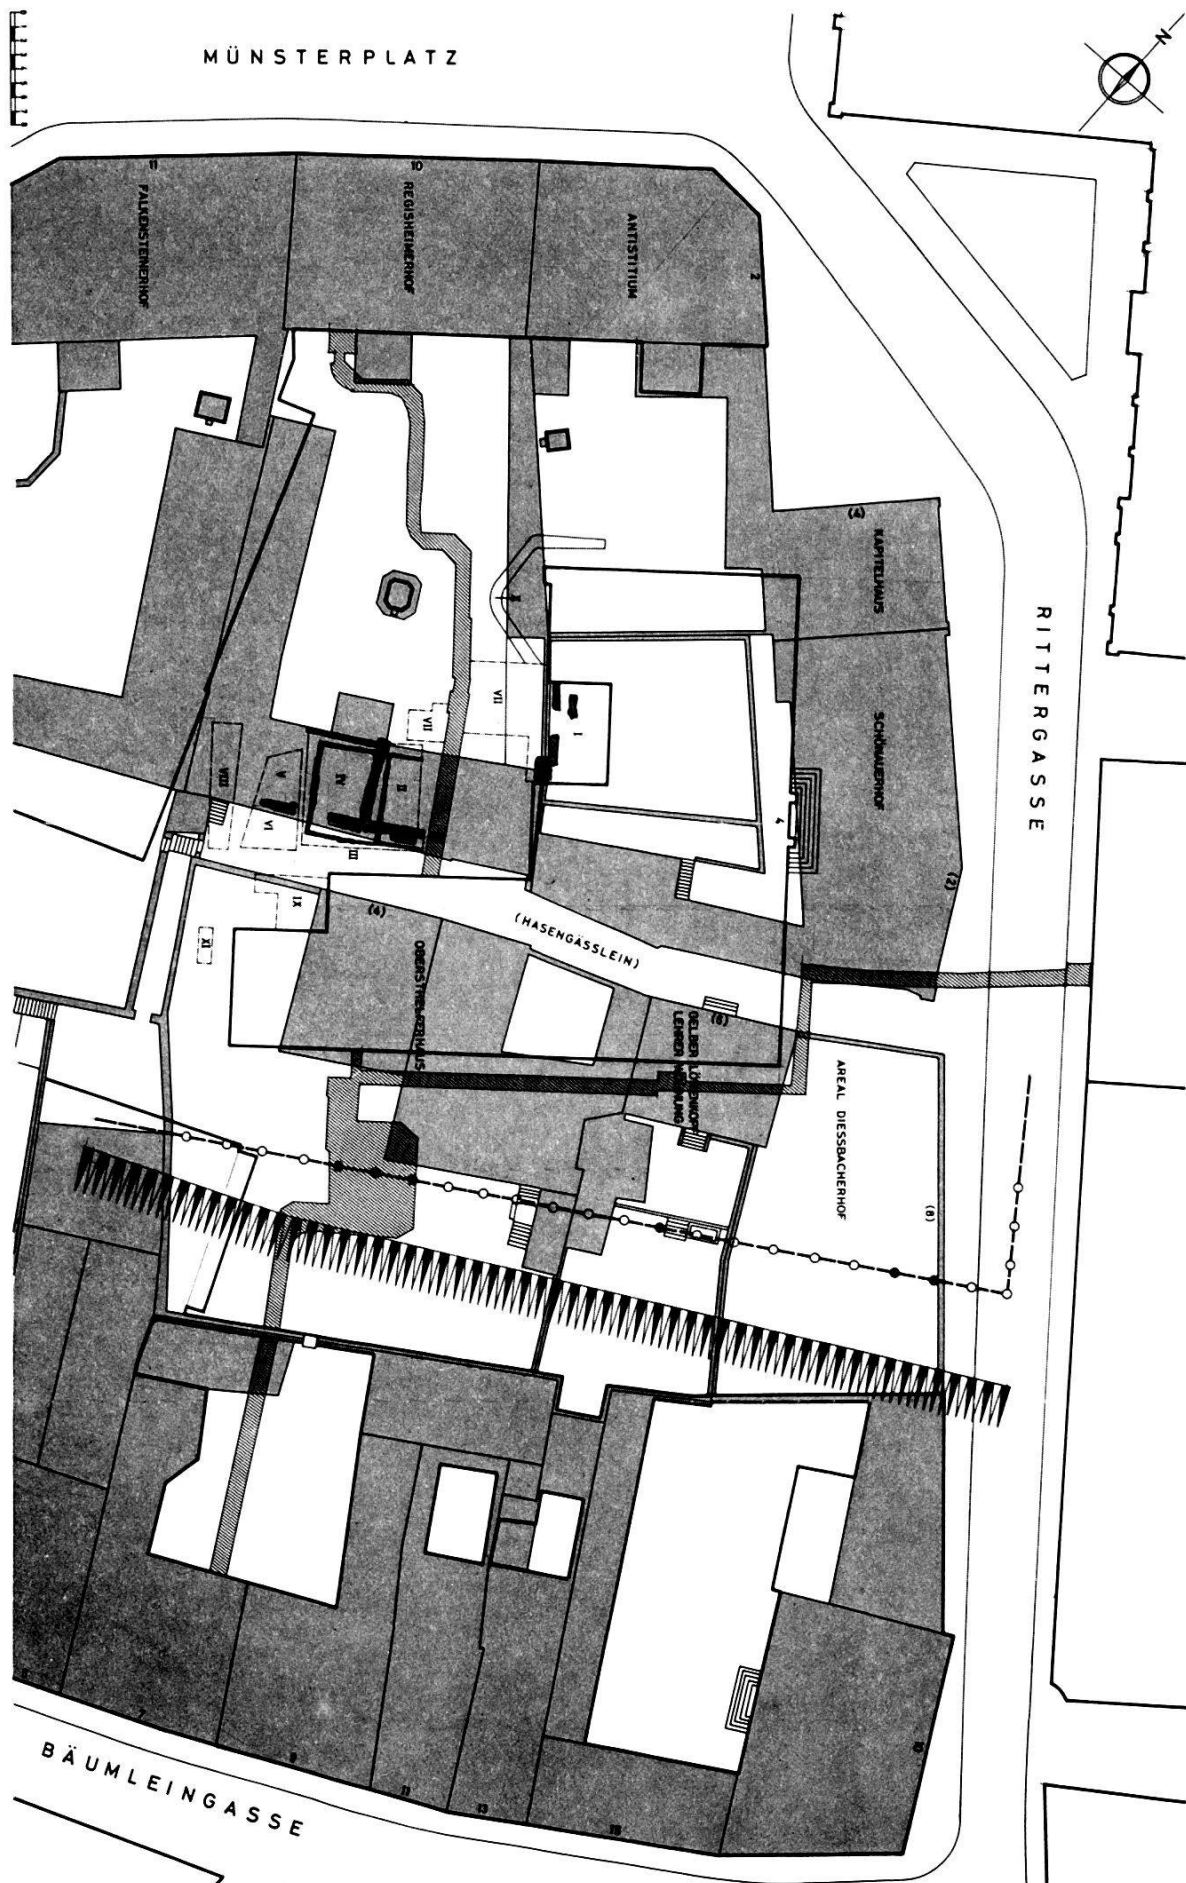 MÜNSTERPLATZ
N
11
10
FALKENSTEINERHOF
REGISHEIMERHOF
ANTISTITIUM
2
(4)
KAPITELHAUS
SCHÖNAUERHOF
(2)
RITTERGASSE
X
VII
VII
I
4
VIII
V
IV
II
VI
III
IX
XI
(4)
(HASENGÄSSLEIN)
(6)
AREAL DIESSBACHERHOF
(8)
7
9
11
13
15
BÄUMLEINGASSE